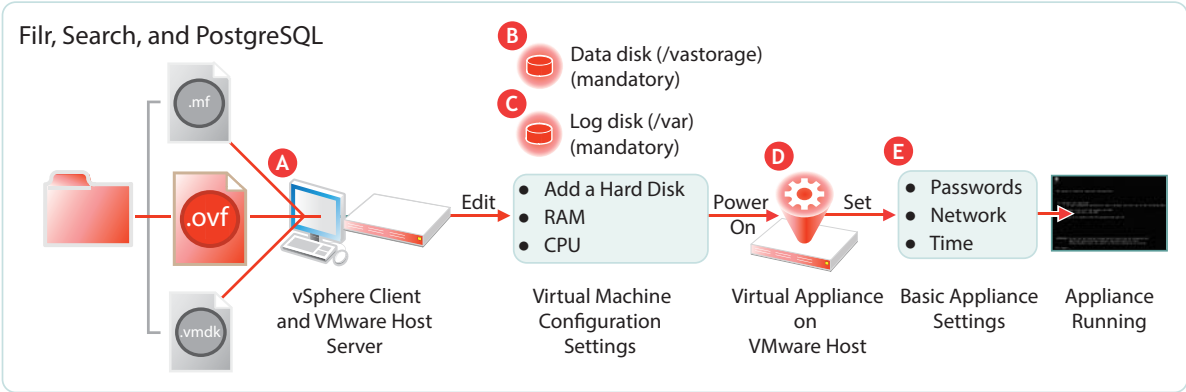 Filr, Search, and PostgreSQL
.mf
.ovf
.vmdk
A
vSphere Client
and VMware Host
Server
Edit
B
Data disk (/vastorage)
(mandatory)
C
Log disk (/var)
(mandatory)
● Add a Hard Disk
● RAM
● CPU
Virtual Machine
Configuration
Settings
Power
On
D
Virtual Appliance
on
VMware Host
Set
E
● Passwords
● Network
● Time
Basic Appliance
Settings
Appliance
Running